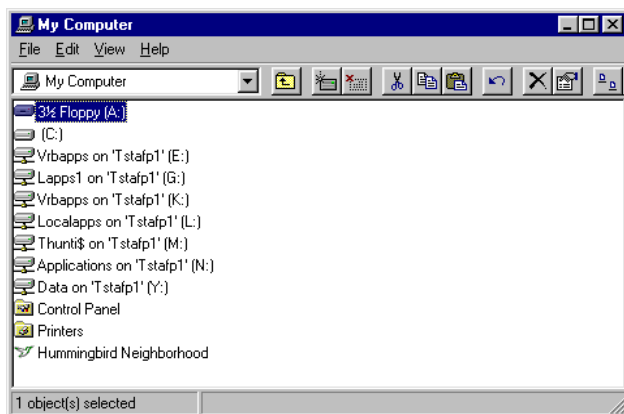 My Computer
File Edit View Help
My Computer
3½ Floppy (A:)
(C:)
Vrbapps on 'Tstafp1' (E:)
Lapps1 on 'Tstafp1' (G:)
Vrbapps on 'Tstafp1' (K:)
Localapps on 'Tstafp1' (L:)
Thunti$ on 'Tstafp1' (M:)
Applications on 'Tstafp1' (N:)
Data on 'Tstafp1' (Y:)
Control Panel
Printers
Hummingbird Neighborhood
1 object(s) selected